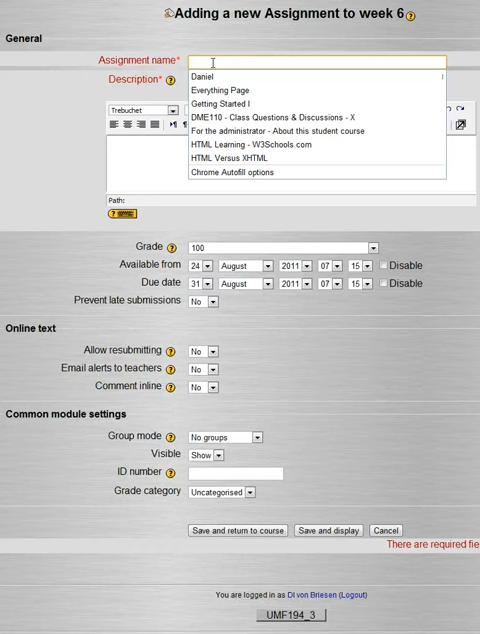 Adding a new Assignment to week 6
General
Assignment name*
Description*
Daniel
Everything Page
Getting Started I
DME110 - Class Questions & Discussions - X
For the administrator - About this student course
HTML Learning - W3Schools.com
HTML Versus XHTML
Chrome Autofill options
Trebuchet
Path:
Grade 100
Available from 24 August 2011 07 15 Disable
Due date 31 August 2011 07 15 Disable
Prevent late submissions No
Online text
Allow resubmitting No
Email alerts to teachers No
Comment inline No
Common module settings
Group mode No groups
Visible Show
ID number
Grade category Uncategorised
Save and return to course Save and display Cancel
There are required fie
You are logged in as DI von Briesen (Logout)
UMF194_3